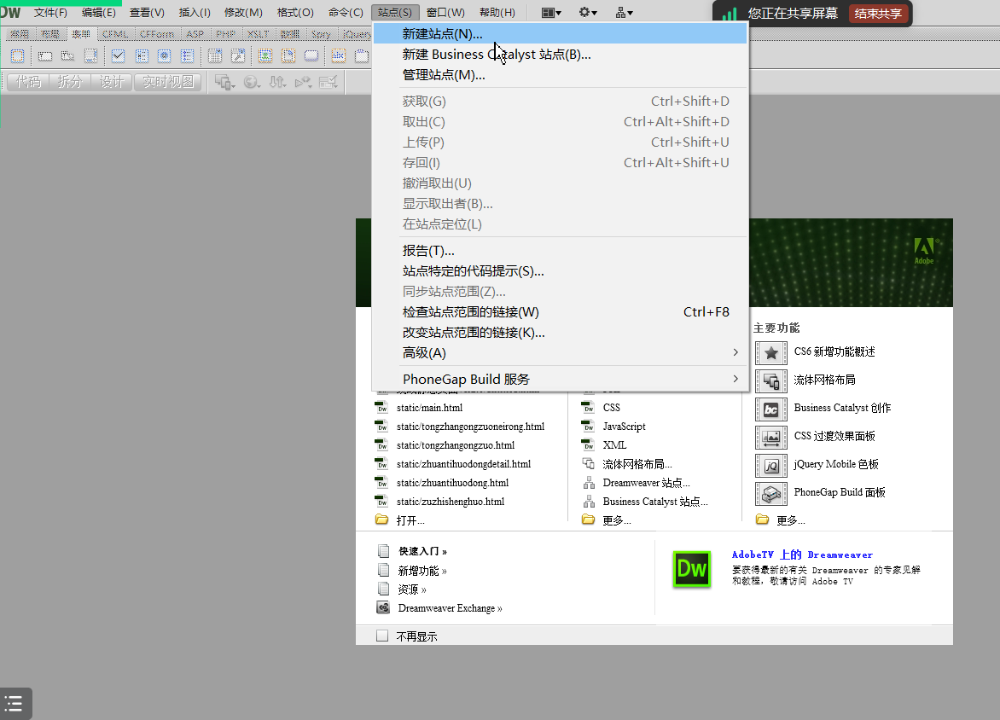 DW 文件(F) 编辑(E) 查看(V) 插入(I) 修改(M) 格式(O) 命令(C) 站点(S) 窗口(W) 帮助(H)
您正在共享屏幕 结束共享
常用 布局 表单 CFML CFForm ASP PHP XSLT 数据 Spry jQuery
代码 拆分 设计 实时视图
新建站点(N)...
新建 Business Catalyst 站点(B)...
管理站点(M)...
获取(G) Ctrl+Shift+D
取出(C) Ctrl+Alt+Shift+D
上传(P) Ctrl+Shift+U
存回(I) Ctrl+Alt+Shift+U
撤消取出(U)
显示取出者(B)...
在站点定位(L)
报告(T)...
站点特定的代码提示(S)...
同步站点范围(Z)...
检查站点范围的链接(W) Ctrl+F8
改变站点范围的链接(K)...
高级(A)
PhoneGap Build 服务
Adobe
static/main.html
static/tongzhangongzuoneirong.html
static/tongzhangongzuo.html
static/zhuantihuodongdetail.html
static/zhuantihuodong.html
static/zuzhishenghuo.html
打开...
CSS
JavaScript
XML
流体网格布局...
Dreamweaver 站点...
Business Catalyst 站点...
更多...
主要功能
CS6 新增功能概述
流体网格布局
bc Business Catalyst 创作
CSS 过渡效果面板
jQ jQuery Mobile 色板
PhoneGap Build 面板
更多...
快速入门 »
新增功能 »
资源 »
Dreamweaver Exchange »
Dw
AdobeTV 上的 Dreamweaver
要获得最新的有关 Dreamweaver 的专家见解
和教程，敬请访问 Adobe TV
不再显示